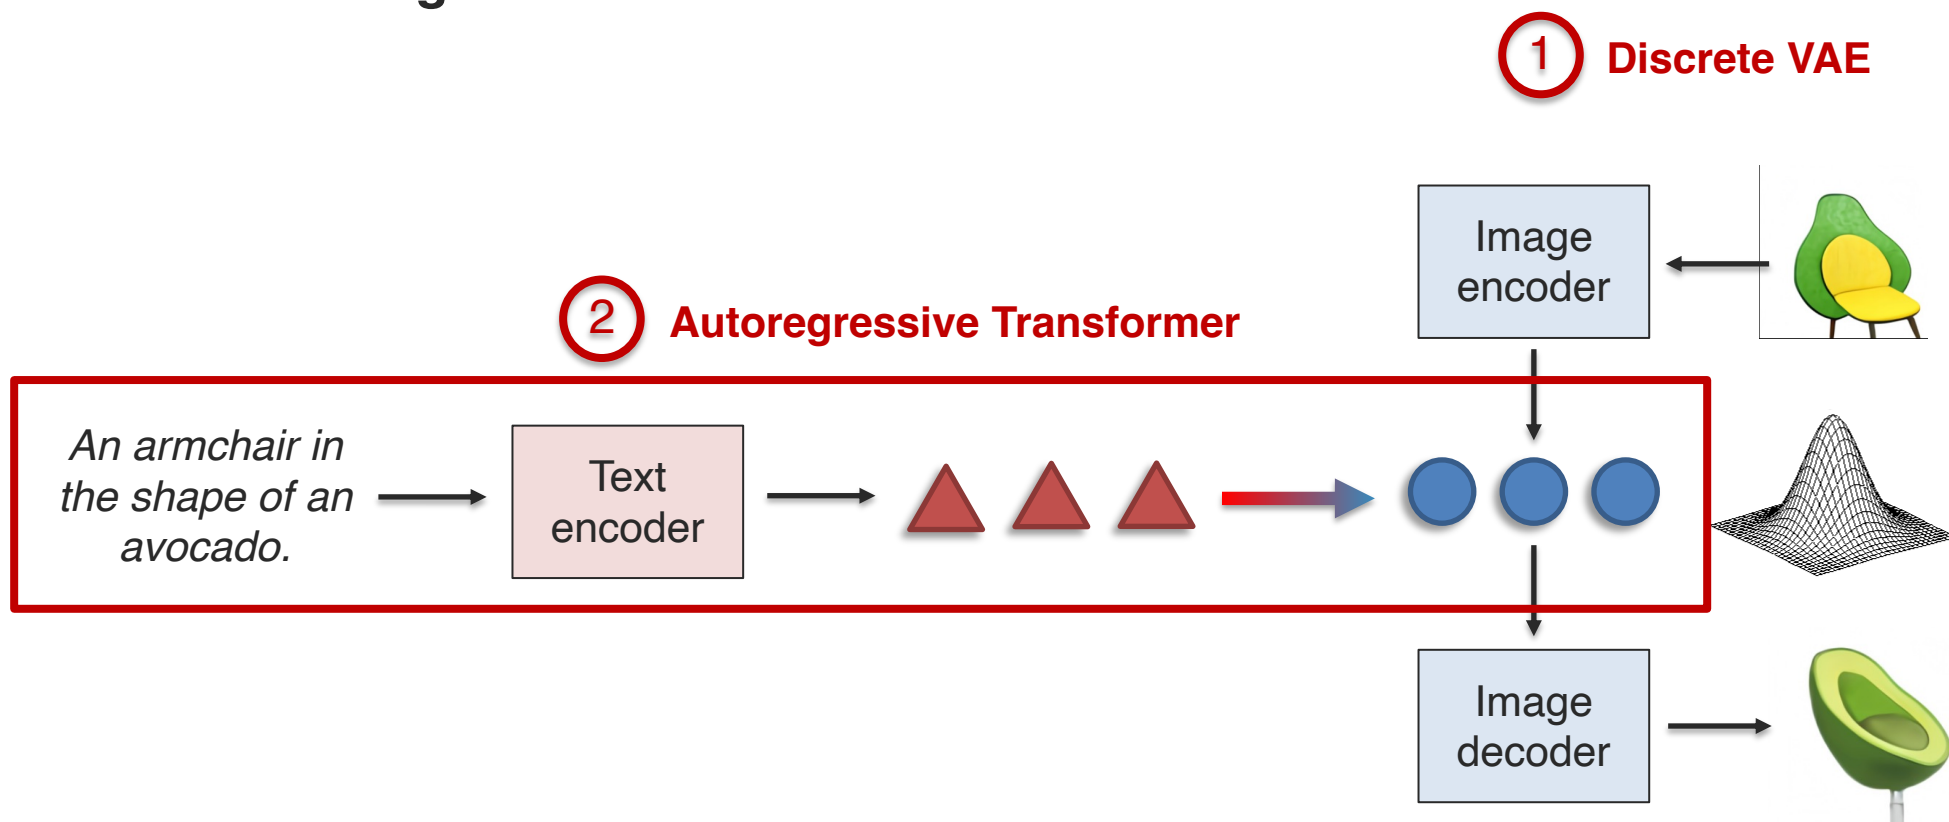 1 Discrete VAE
Image
encoder
2 Autoregressive Transformer
An armchair in
the shape of an
avocado.
Text
encoder
Image
decoder